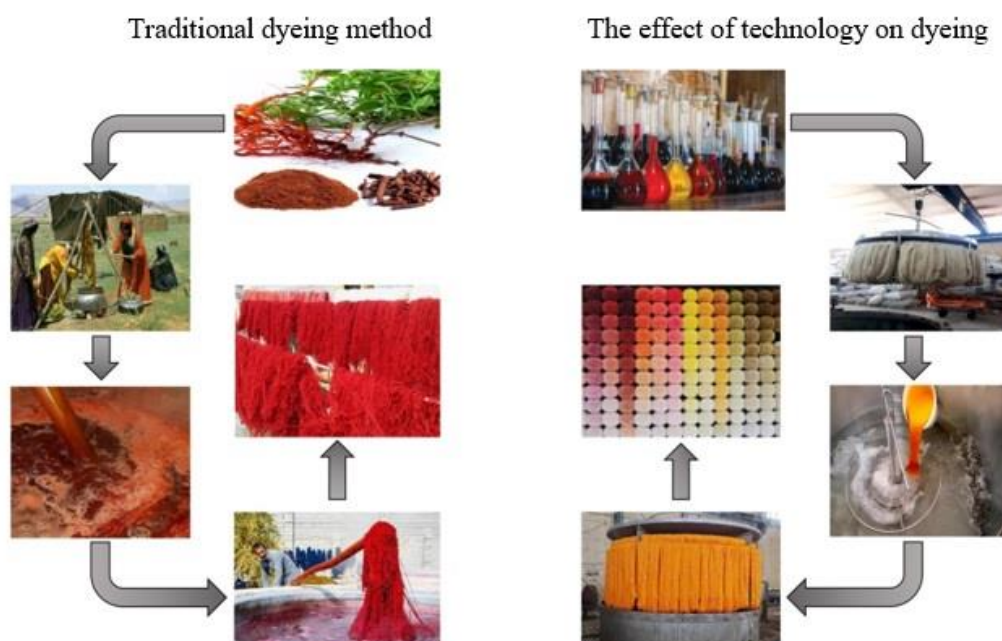 Traditional dyeing method
The effect of technology on dyeing